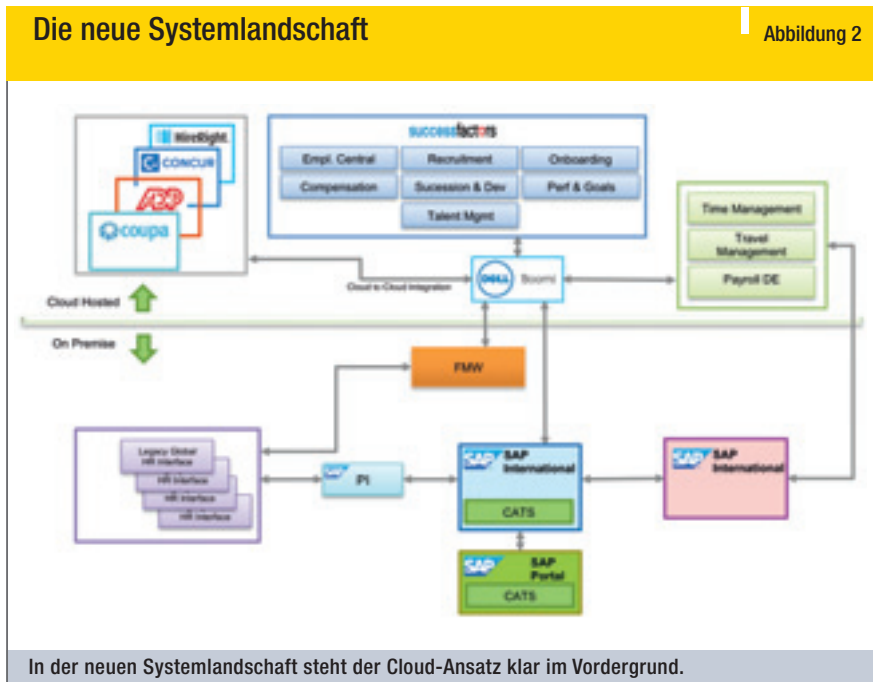 Die neue Systemlandschaft
Abbildung 2
HireRight
CONCUR
ADP
coupa
successfactors
Empl. Central
Recruitment
Onboarding
Compensation
Sucession & Dev
Perf & Goals
Talent Mgmt
Time Management
Travel
Management
Payroll DE
DELL
Boomi
Cloud to Cloud Integration
Cloud Hosted
On Premise
FMW
Legacy Global
HR Interface
HR Interface
HR Interface
HR Interface
SAP
PI
SAP
SAP
International
CATS
SAP
SAP
International
SAP
SAP
Portal
CATS
In der neuen Systemlandschaft steht der Cloud-Ansatz klar im Vordergrund.